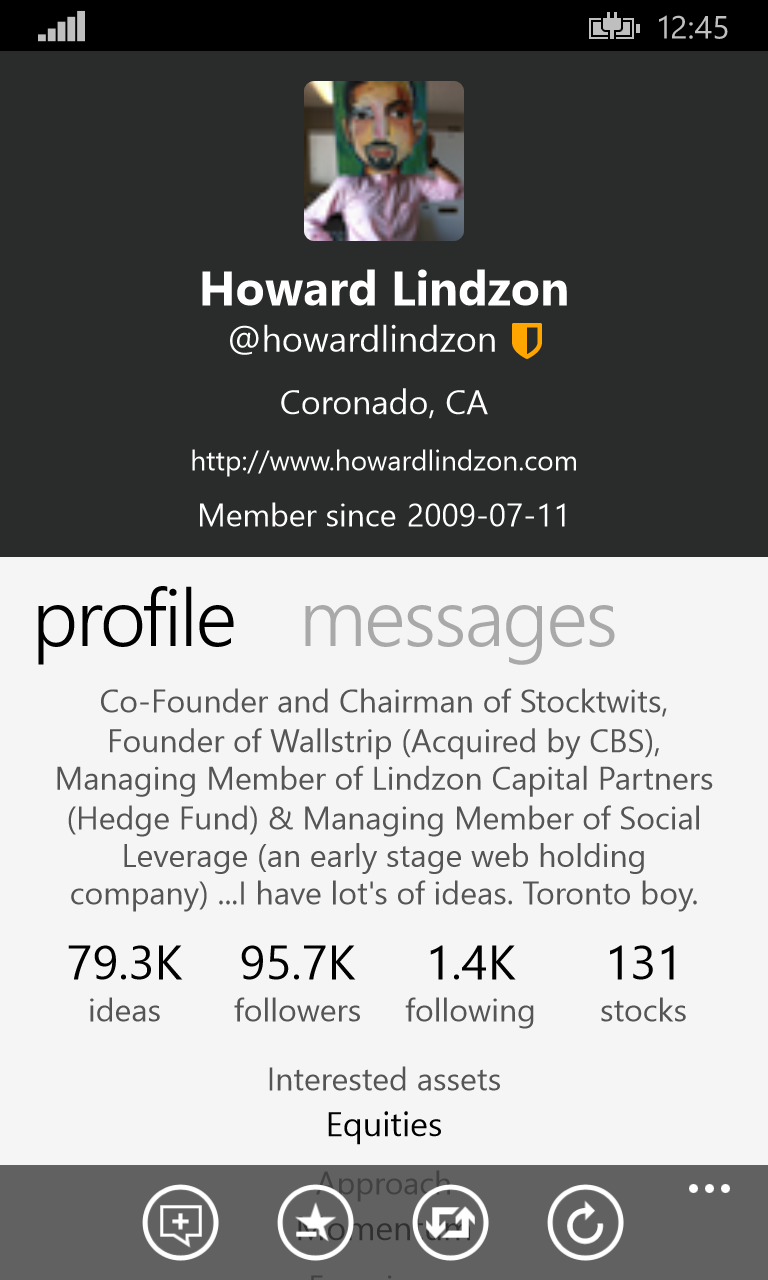 12:45
Howard Lindzon
@howardlindzon
Coronado, CA
http://www.howardlindzon.com
Member since 2009-07-11
profile messages
Co-Founder and Chairman of Stocktwits,
Founder of Wallstrip (Acquired by CBS),
Managing Member of Lindzon Capital Partners
(Hedge Fund) & Managing Member of Social
Leverage (an early stage web holding
company) ...I have lot's of ideas. Toronto boy.
79.3K 95.7K 1.4K 131
ideas followers following stocks
Interested assets
Equities
Approach
Momentum